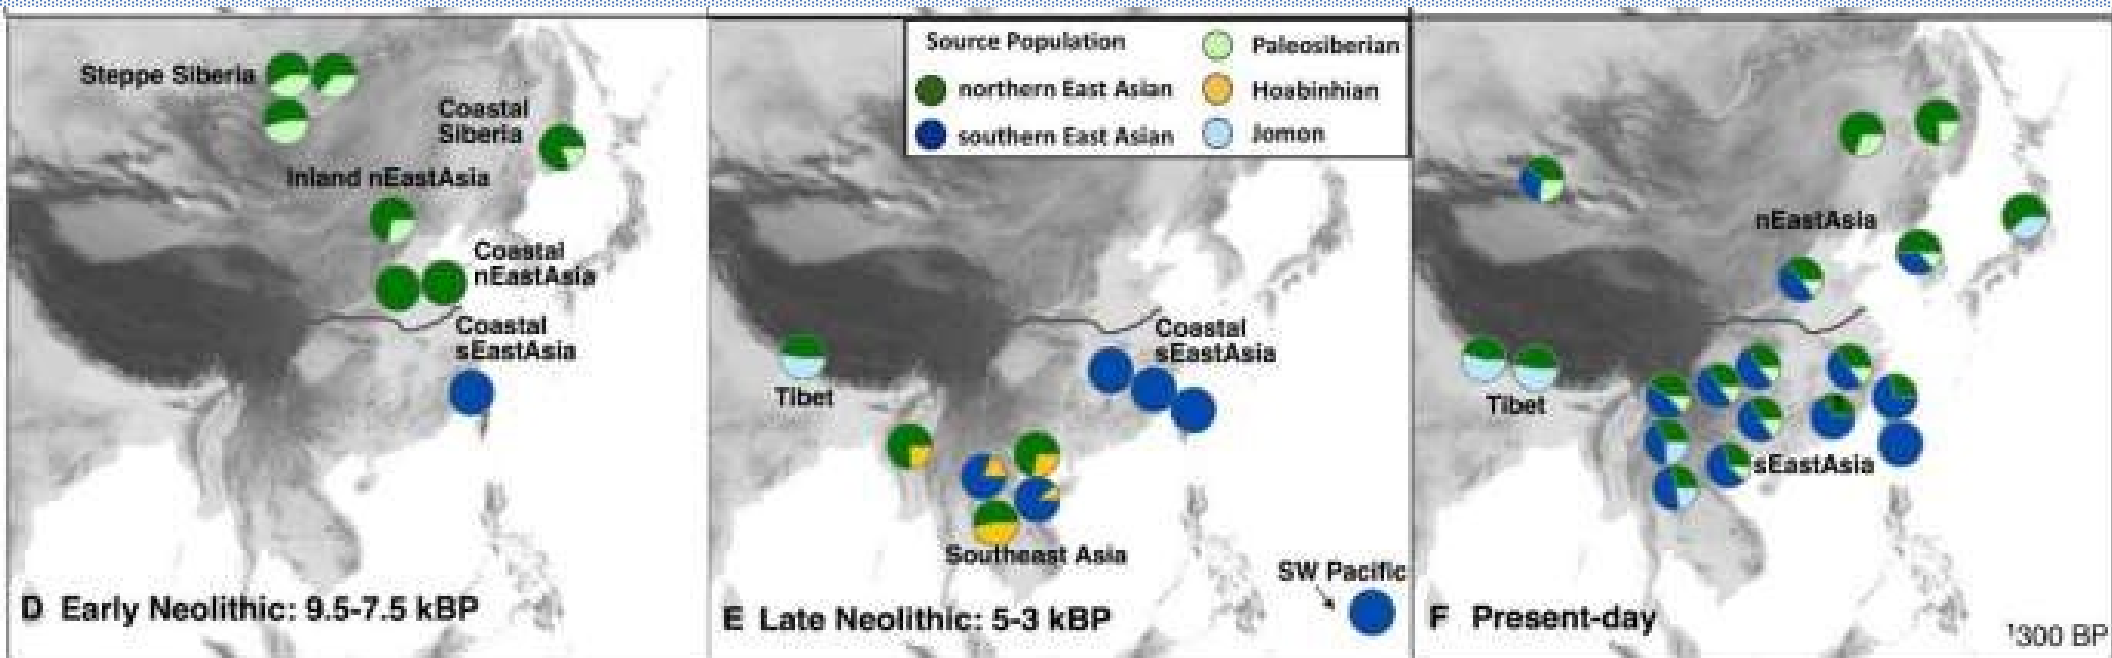 Steppe Siberia
Coastal
Siberia
Inland nEastAsia
Coastal
nEastAsia
Coastal
sEastAsia
D Early Neolithic: 9.5-7.5 kBP
Source Population
northern East Asian
southern East Asian
Paleosiberian
Hoabinhian
Jomon
Coastal
sEastAsia
Tibet
Southeast Asia
SW Pacific
E Late Neolithic: 5-3 kBP
nEastAsia
Tibet
sEastAsia
F Present-day
¹300 BP